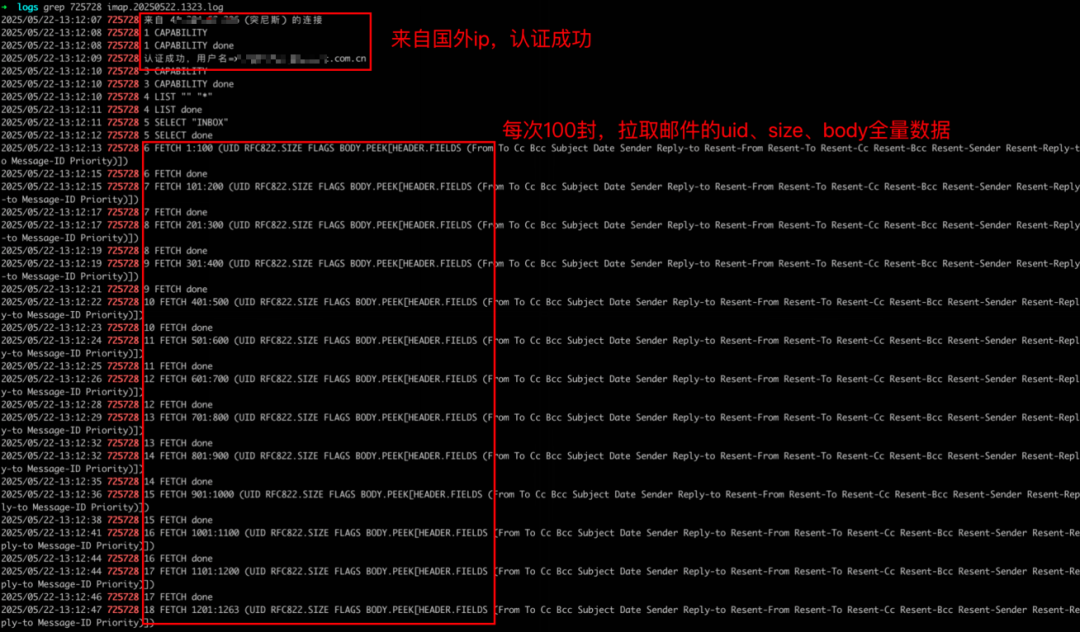 → logs grep 725728 imap.20250522.1323.log
2025/05/22-13:12:07 725728 来自 (突尼斯) 的连接
2025/05/22-13:12:08 725728 1 CAPABILITY
2025/05/22-13:12:08 725728 1 CAPABILITY done
2025/05/22-13:12:09 725728 认证成功，用户名=> .com.cn
来自国外ip，认证成功
2025/05/22-13:12:10 725728 3 CAPABILITY
2025/05/22-13:12:10 725728 3 CAPABILITY done
2025/05/22-13:12:10 725728 4 LIST "" "*"
2025/05/22-13:12:11 725728 4 LIST done
2025/05/22-13:12:11 725728 5 SELECT "INBOX"
2025/05/22-13:12:12 725728 5 SELECT done
每次100封，拉取邮件的uid、size、body全量数据
2025/05/22-13:12:13 725728 6 FETCH 1:100 (UID RFC822.SIZE FLAGS BODY.PEEK[HEADER.FIELDS (From To Cc Bcc Subject Date Sender Reply-to Resent-From Resent-To Resent-Cc Resent-Bcc Resent-Sender Resent-Reply-t
o Message-ID Priority)])
2025/05/22-13:12:15 725728 6 FETCH done
2025/05/22-13:12:15 725728 7 FETCH 101:200 (UID RFC822.SIZE FLAGS BODY.PEEK[HEADER.FIELDS (From To Cc Bcc Subject Date Sender Reply-to Resent-From Resent-To Resent-Cc Resent-Bcc Resent-Sender Resent-Reply
-to Message-ID Priority)])
2025/05/22-13:12:17 725728 7 FETCH done
2025/05/22-13:12:17 725728 8 FETCH 201:300 (UID RFC822.SIZE FLAGS BODY.PEEK[HEADER.FIELDS (From To Cc Bcc Subject Date Sender Reply-to Resent-From Resent-To Resent-Cc Resent-Bcc Resent-Sender Resent-Reply
-to Message-ID Priority)])
2025/05/22-13:12:19 725728 8 FETCH done
2025/05/22-13:12:19 725728 9 FETCH 301:400 (UID RFC822.SIZE FLAGS BODY.PEEK[HEADER.FIELDS (From To Cc Bcc Subject Date Sender Reply-to Resent-From Resent-To Resent-Cc Resent-Bcc Resent-Sender Resent-Reply
-to Message-ID Priority)])
2025/05/22-13:12:21 725728 9 FETCH done
2025/05/22-13:12:22 725728 10 FETCH 401:500 (UID RFC822.SIZE FLAGS BODY.PEEK[HEADER.FIELDS (From To Cc Bcc Subject Date Sender Reply-to Resent-From Resent-To Resent-Cc Resent-Bcc Resent-Sender Resent-Repl
y-to Message-ID Priority)])
2025/05/22-13:12:23 725728 10 FETCH done
2025/05/22-13:12:24 725728 11 FETCH 501:600 (UID RFC822.SIZE FLAGS BODY.PEEK[HEADER.FIELDS (From To Cc Bcc Subject Date Sender Reply-to Resent-From Resent-To Resent-Cc Resent-Bcc Resent-Sender Resent-Repl
y-to Message-ID Priority)])
2025/05/22-13:12:25 725728 11 FETCH done
2025/05/22-13:12:26 725728 12 FETCH 601:700 (UID RFC822.SIZE FLAGS BODY.PEEK[HEADER.FIELDS (From To Cc Bcc Subject Date Sender Reply-to Resent-From Resent-To Resent-Cc Resent-Bcc Resent-Sender Resent-Repl
y-to Message-ID Priority)])
2025/05/22-13:12:28 725728 12 FETCH done
2025/05/22-13:12:29 725728 13 FETCH 701:800 (UID RFC822.SIZE FLAGS BODY.PEEK[HEADER.FIELDS (From To Cc Bcc Subject Date Sender Reply-to Resent-From Resent-To Resent-Cc Resent-Bcc Resent-Sender Resent-Repl
y-to Message-ID Priority)])
2025/05/22-13:12:32 725728 13 FETCH done
2025/05/22-13:12:32 725728 14 FETCH 801:900 (UID RFC822.SIZE FLAGS BODY.PEEK[HEADER.FIELDS (From To Cc Bcc Subject Date Sender Reply-to Resent-From Resent-To Resent-Cc Resent-Bcc Resent-Sender Resent-Repl
y-to Message-ID Priority)])
2025/05/22-13:12:35 725728 14 FETCH done
2025/05/22-13:12:36 725728 15 FETCH 901:1000 (UID RFC822.SIZE FLAGS BODY.PEEK[HEADER.FIELDS (From To Cc Bcc Subject Date Sender Reply-to Resent-From Resent-To Resent-Cc Resent-Bcc Resent-Sender Resent-Rep
ly-to Message-ID Priority)])
2025/05/22-13:12:38 725728 15 FETCH done
2025/05/22-13:12:41 725728 16 FETCH 1001:1100 (UID RFC822.SIZE FLAGS BODY.PEEK[HEADER.FIELDS (From To Cc Bcc Subject Date Sender Reply-to Resent-From Resent-To Resent-Cc Resent-Bcc Resent-Sender Resent-Re
ply-to Message-ID Priority)])
2025/05/22-13:12:44 725728 16 FETCH done
2025/05/22-13:12:44 725728 17 FETCH 1101:1200 (UID RFC822.SIZE FLAGS BODY.PEEK[HEADER.FIELDS (From To Cc Bcc Subject Date Sender Reply-to Resent-From Resent-To Resent-Cc Resent-Bcc Resent-Sender Resent-Re
ply-to Message-ID Priority)])
2025/05/22-13:12:46 725728 17 FETCH done
2025/05/22-13:12:47 725728 18 FETCH 1201:1263 (UID RFC822.SIZE FLAGS BODY.PEEK[HEADER.FIELDS (From To Cc Bcc Subject Date Sender Reply-to Resent-From Resent-To Resent-Cc Resent-Bcc Resent-Sender Resent-Re
ply-to Message-ID Priority)])